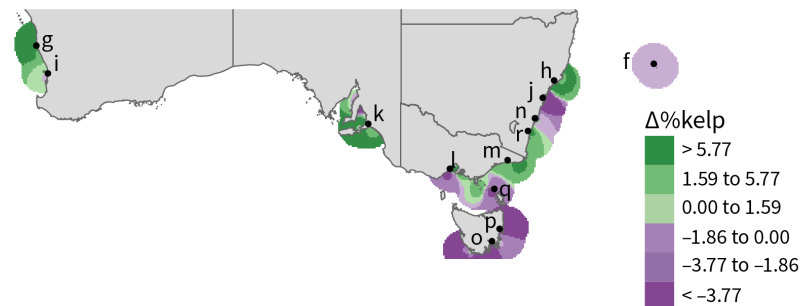 g
i
f
h
j
k
n
Δ%kelp
r
> 5.77
m
l
1.59 to 5.77
q
0.00 to 1.59
p
–1.86 to 0.00
o
–3.77 to –1.86
< –3.77